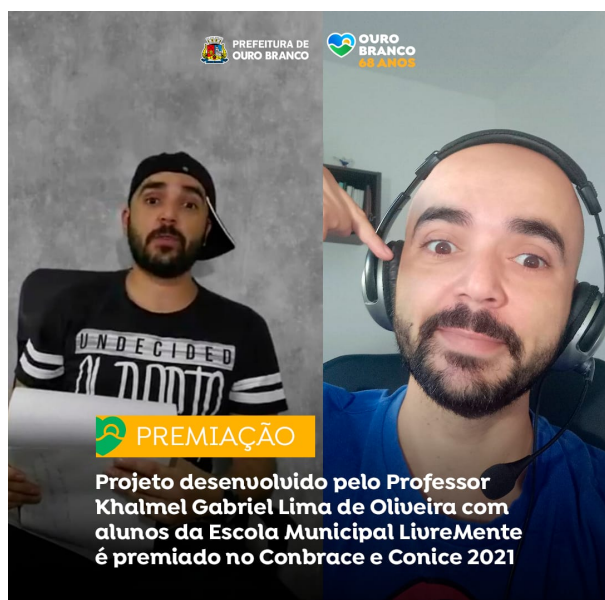 PREFEITURA DE
OURO BRANCO
OURO
BRANCO
68 ANOS
UNDECIDED
PREMIAÇÃO
Projeto desenvolvido pelo Professor
Khalmel Gabriel Lima de Oliveira com
alunos da Escola Municipal LivreMente
é premiado no Conbrace e Conice 2021